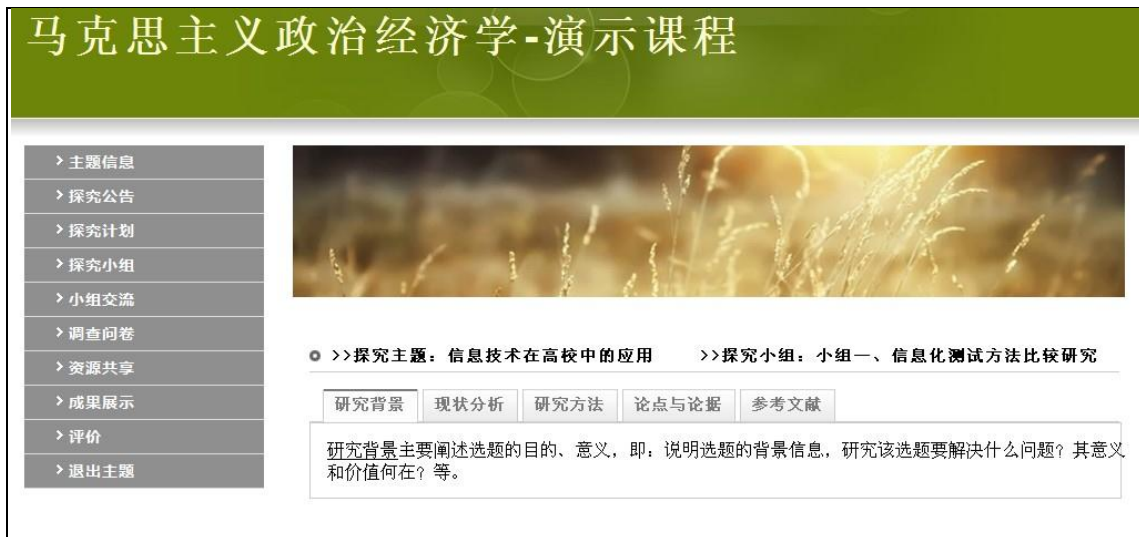 马克思主义政治经济学-演示课程
> 主题信息
> 探究公告
> 探究计划
> 探究小组
> 小组交流
> 调查问卷
> 资源共享
> 成果展示
> 评价
> 退出主题
>>探究主题：信息技术在高校中的应用 >>探究小组：小组一、信息化测试方法比较研究
研究背景 现状分析 研究方法 论点与论据 参考文献
研究背景主要阐述选题的目的、意义，即：说明选题的背景信息，研究该选题要解决什么问题？其意义
和价值何在？等。